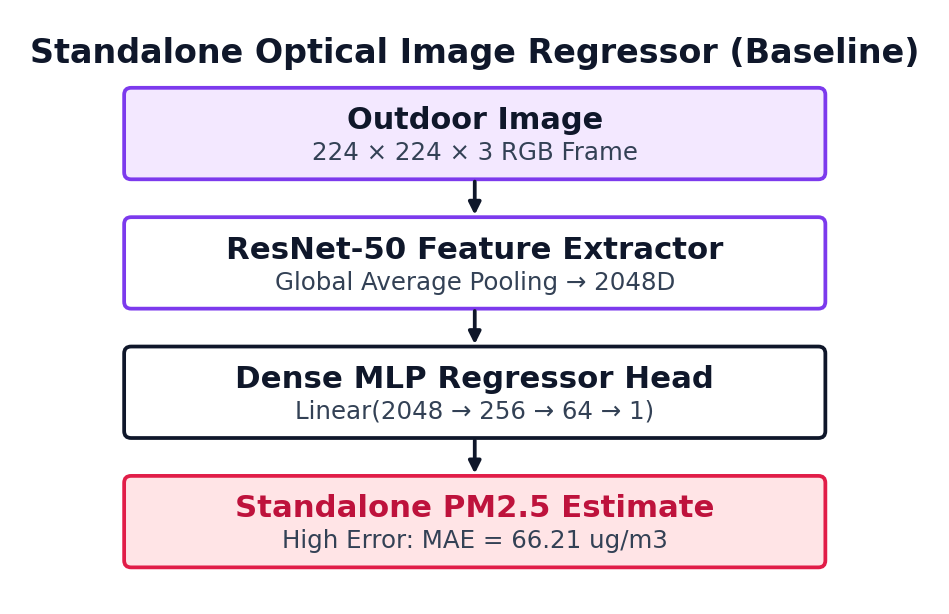 Standalone Optical Image Regressor (Baseline)
Outdoor Image
224 × 224 × 3 RGB Frame
ResNet-50 Feature Extractor
Global Average Pooling → 2048D
Dense MLP Regressor Head
Linear(2048 → 256 → 64 → 1)
Standalone PM2.5 Estimate
High Error: MAE = 66.21 ug/m3